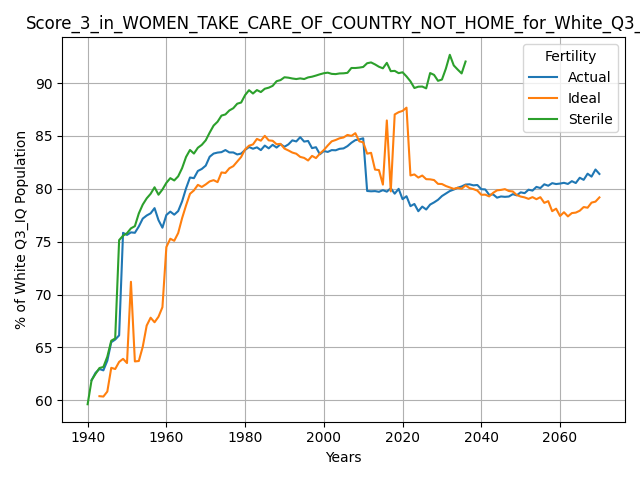 Score_3_in_WOMEN_TAKE_CARE_OF_COUNTRY_NOT_HOME_for_White_Q3_
Fertility
Actual
Ideal
Sterile
% of White Q3_IQ Population
90
85
80
75
70
65
60
1940
1960
1980
2000
2020
2040
2060
Years